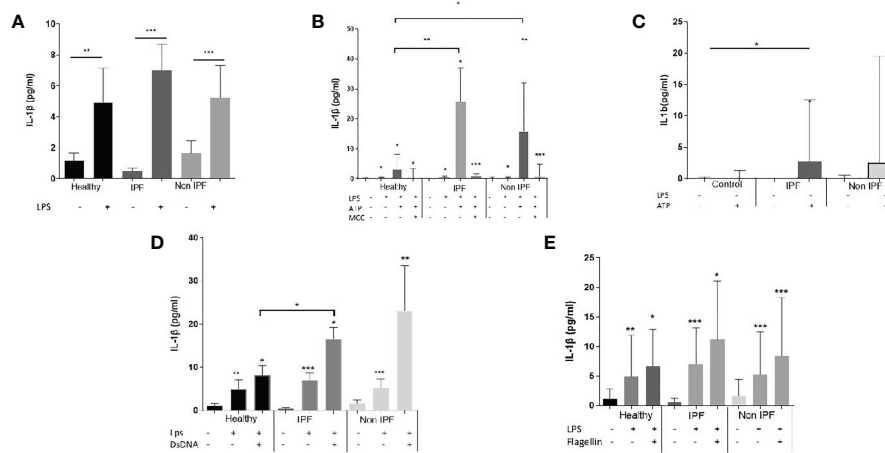 A
IL-1β (pg/ml)
8
6
4
2
0
** *** ***
Healthy IPF Non IPF
LPS - + - + - +
B
IL-1β (pg/ml)
50
40
30
20
10
0
*
**
* * * * * *** * ** ***
Healthy IPF Non IPF
LPS - + + + - + + + - + + +
ATP - - + + - - + + - - + +
MCC - - - + - - - + - - - +
C
IL1b(pg/ml)
25
20
15
10
5
0
*
*
Control IPF Non IPF
LPS
ATP - + - + -
D
IL-1β (pg/ml)
40
30
20
10
0
*
** * *** * *** **
Healthy IPF Non IPF
Lps - + + - + + - + +
DsDNA - - + - - + - - +
E
IL-1β (pg/ml)
25
20
15
10
5
0
** * *** * *** ***
Healthy IPF Non IPF
LPS - + + - + + - + +
Flagellin - - + - - + - - +